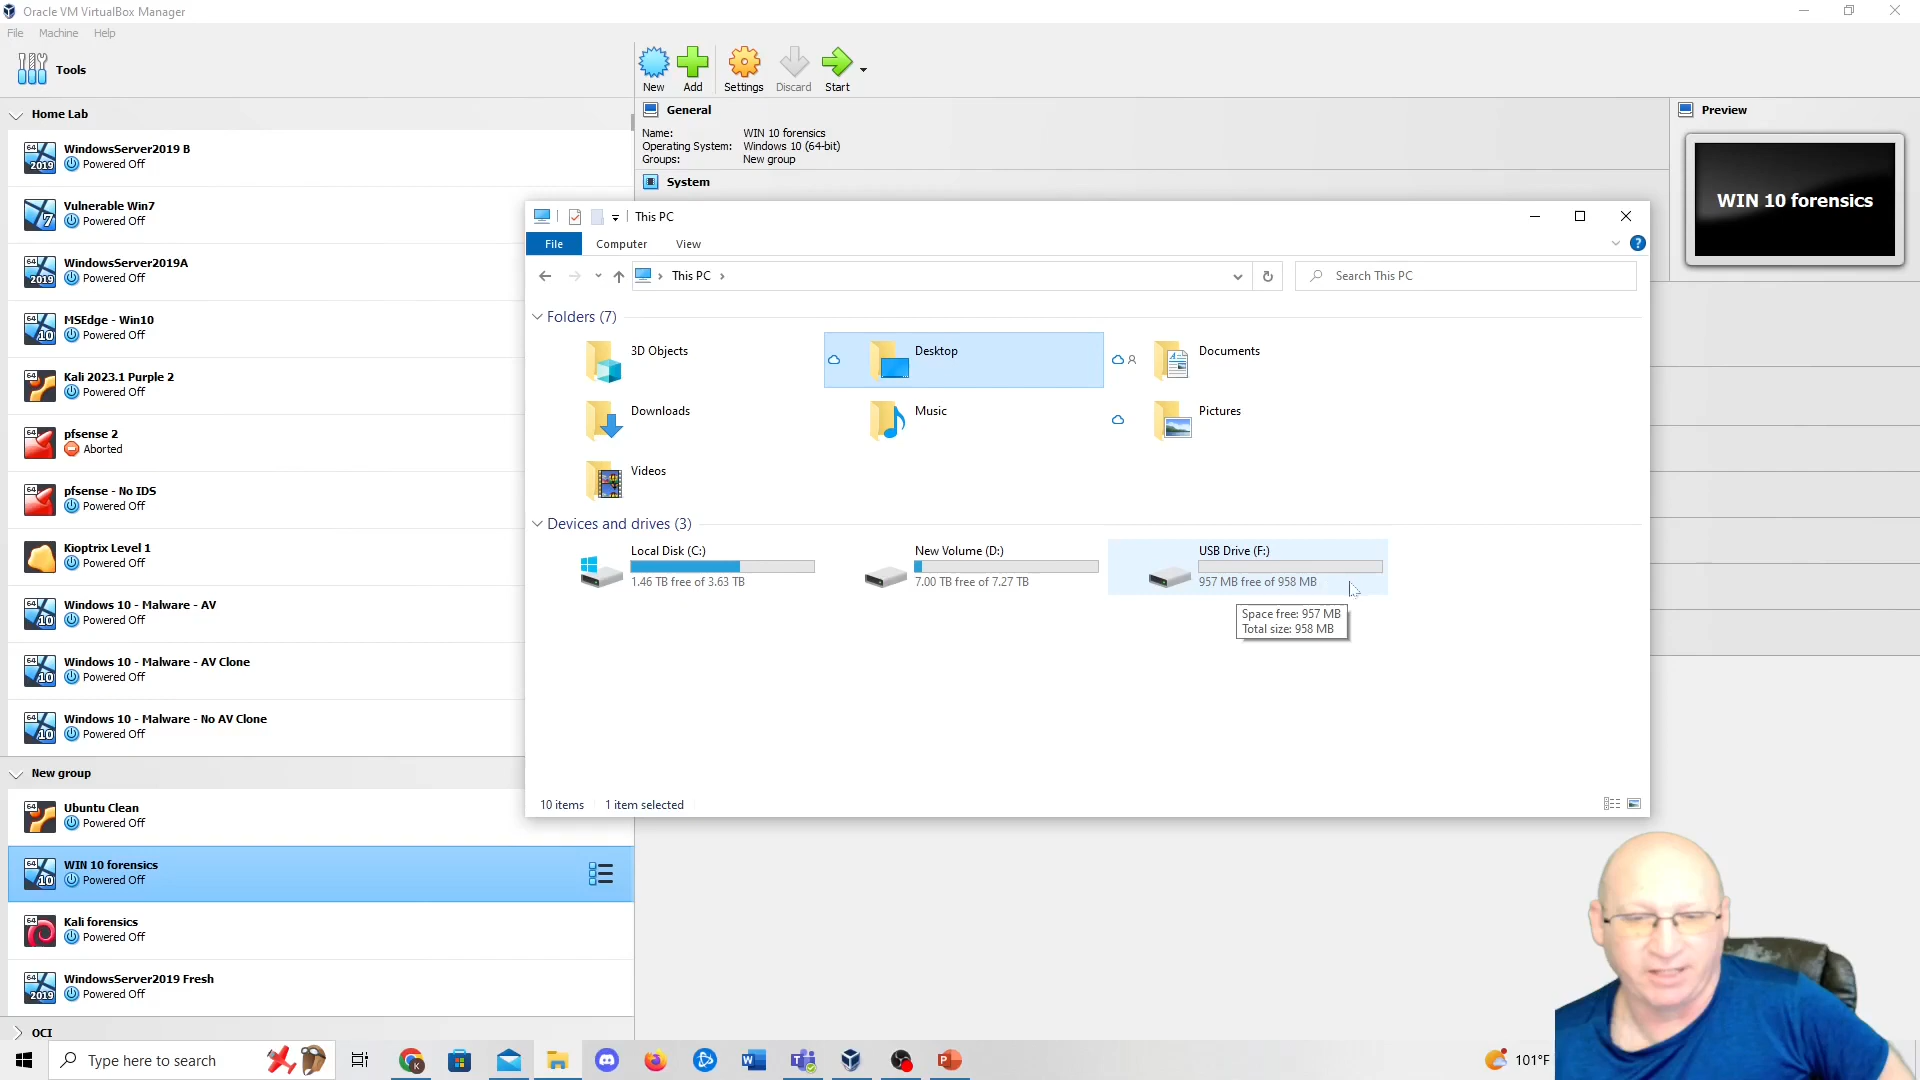 Oracle VM VirtualBox Manager
File Machine Help
Tools
New Add Settings Discard Start
Home Lab
WindowsServer2019 B
Powered Off
Vulnerable Win7
Powered Off
WindowsServer2019A
Powered Off
MSEdge - Win10
Powered Off
Kali 2023.1 Purple 2
Powered Off
pfsense 2
Aborted
pfsense - No IDS
Powered Off
Kioptrix Level 1
Powered Off
Windows 10 - Malware - AV
Powered Off
Windows 10 - Malware - AV Clone
Powered Off
Windows 10 - Malware - No AV Clone
Powered Off
New group
Ubuntu Clean
Powered Off
WIN 10 forensics
Powered Off
Kali forensics
Powered Off
WindowsServer2019 Fresh
Powered Off
OCI
General
Name: WIN 10 forensics
Operating System: Windows 10 (64-bit)
Groups: New group
System
Preview
WIN 10 forensics
This PC
File Computer View
This PC
Search This PC
Folders (7)
3D Objects
Desktop
Documents
Downloads
Music
Pictures
Videos
Devices and drives (3)
Local Disk (C:)
1.46 TB free of 3.63 TB
New Volume (D:)
7.00 TB free of 7.27 TB
USB Drive (F:)
957 MB free of 958 MB
Space free: 957 MB
Total size: 958 MB
10 items 1 item selected
Type here to search
101°F